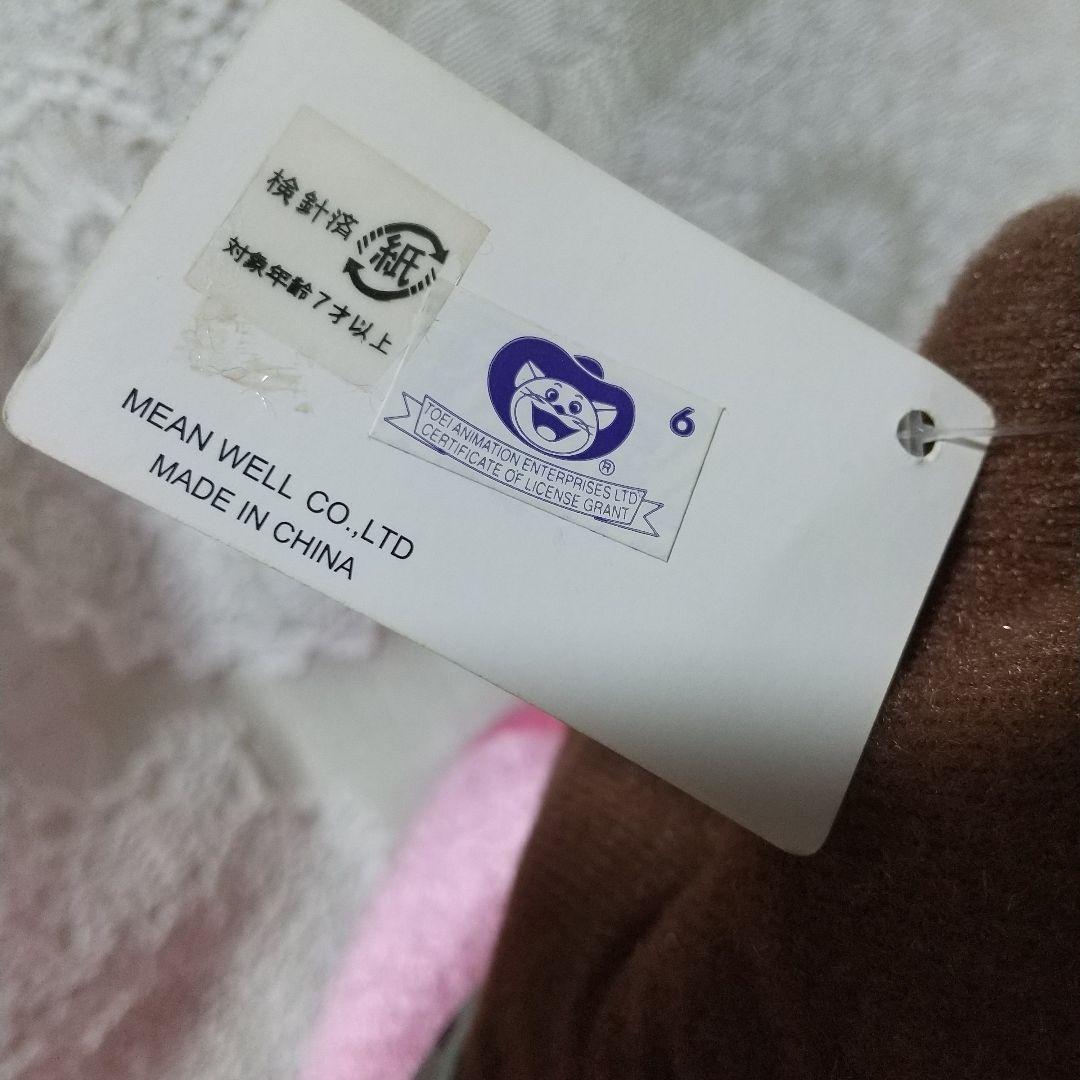 検針済
紙
対象年齢7才以上
6
TOEI ANIMATION ENTERPRISES LTD
CERTIFICATE OF LICENSE GRANT
®
MEAN WELL CO.,LTD
MADE IN CHINA